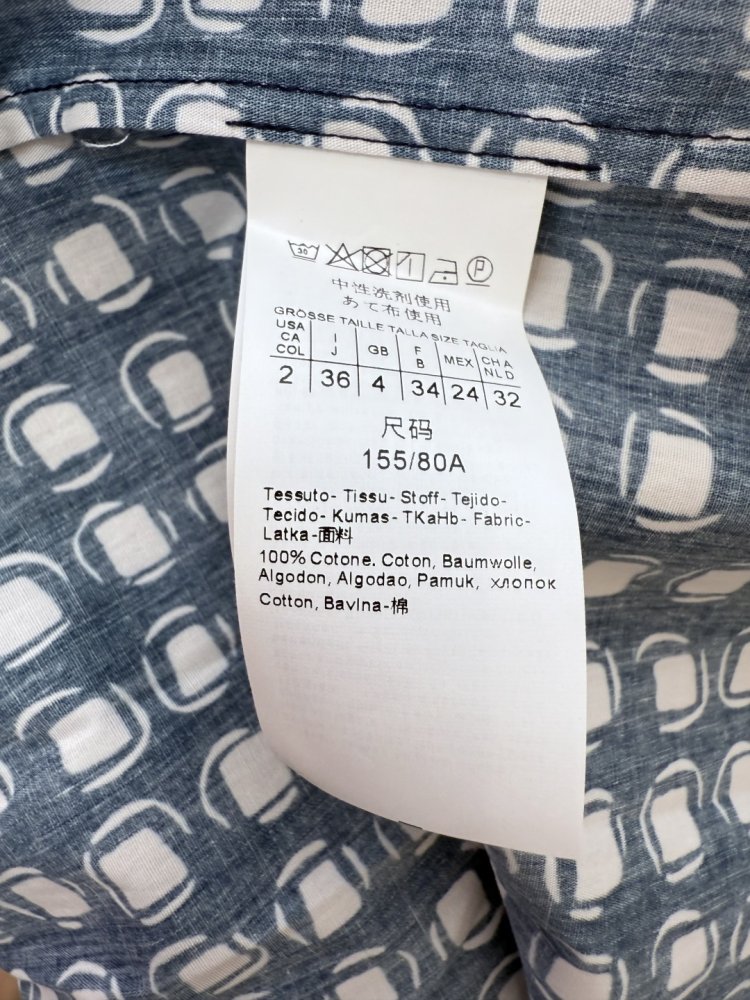 30 P
中性洗剤使用
あて布使用
GRÖSSE TAILLE TALLA SIZE TAGLIA
USA CA COL I J GB F B MEX CH A NL D
2 36 4 34 24 32
尺码
155/80A
Tessuto- Tissu- Stoff- Tejido-
Tecido- Kumas- TKaHb- Fabric-
Latka-面料
100% Cotone. Coton, Baumwolle,
Algodon, Algodao, Pamuk, хлопок
Cotton, Bavlna-棉